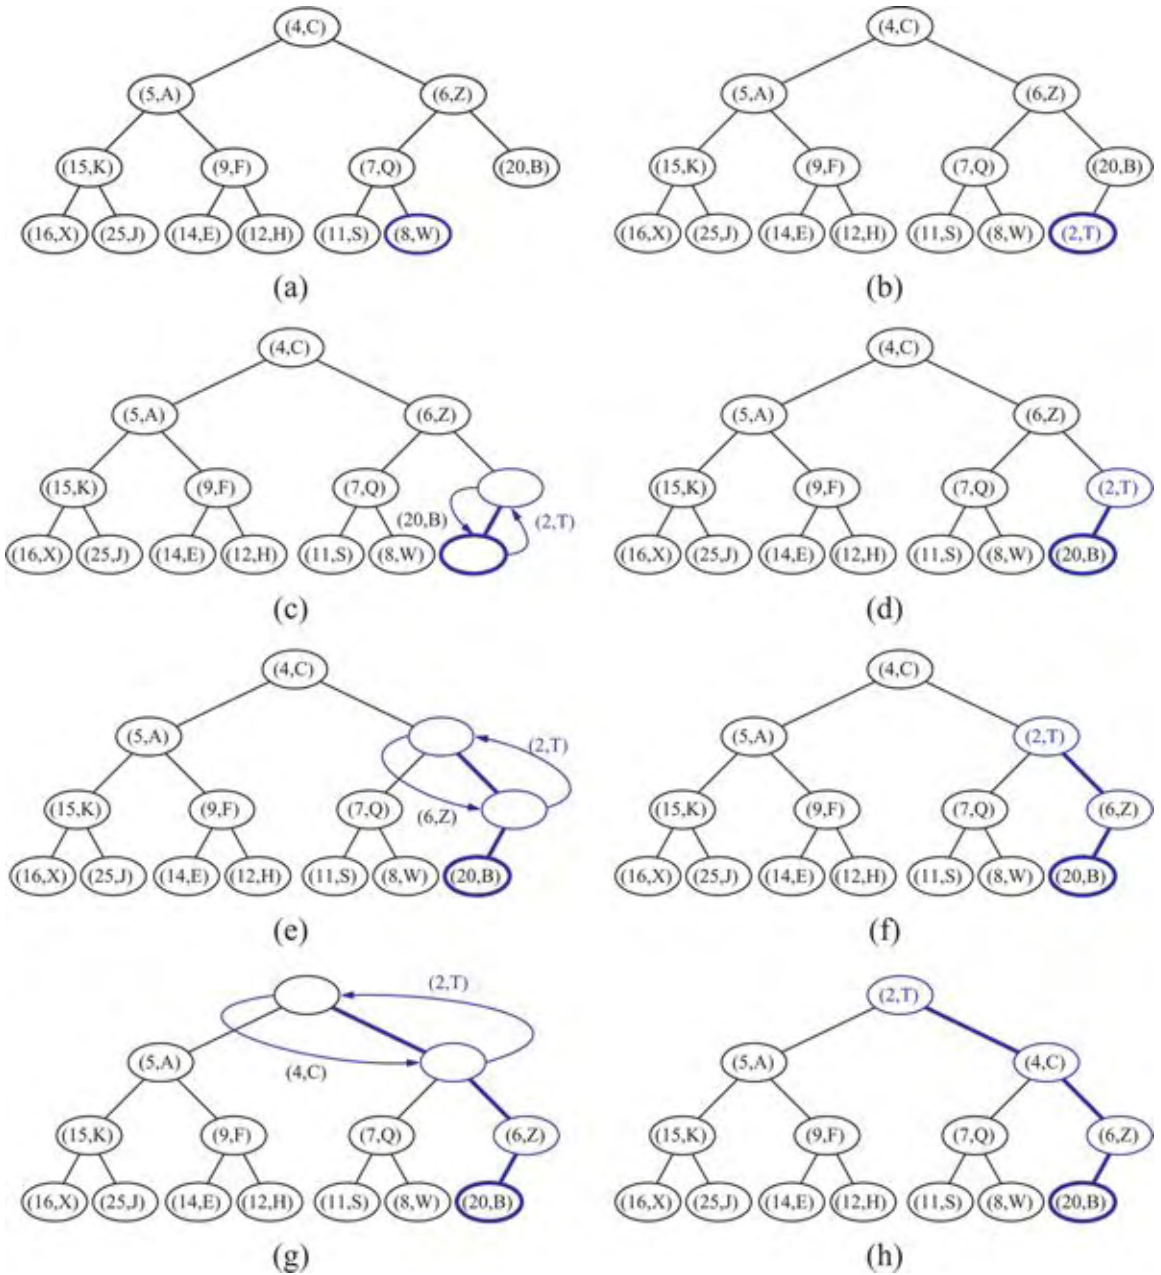 (4,C) (4,C)
(5,A) (6,Z) (5,A) (6,Z)
(15,K) (9,F) (7,Q) (20,B) (15,K) (9,F) (7,Q) (20,B)
(16,X) (25,J) (14,E) (12,H) (11,S) (8,W) (16,X) (25,J) (14,E) (12,H) (11,S) (8,W) (2,T)
(a) (b)
(4,C) (4,C)
(5,A) (6,Z) (5,A) (6,Z)
(15,K) (9,F) (7,Q) (15,K) (9,F) (7,Q) (2,T)
(20,B) (2,T)
(16,X) (25,J) (14,E) (12,H) (11,S) (8,W) (16,X) (25,J) (14,E) (12,H) (11,S) (8,W) (20,B)
(c) (d)
(4,C) (4,C)
(5,A) (2,T) (5,A) (2,T)
(15,K) (9,F) (7,Q) (6,Z) (15,K) (9,F) (7,Q) (6,Z)
(16,X) (25,J) (14,E) (12,H) (11,S) (8,W) (20,B) (16,X) (25,J) (14,E) (12,H) (11,S) (8,W) (20,B)
(e) (f)
(2,T) (2,T)
(5,A) (4,C) (5,A) (4,C)
(15,K) (9,F) (7,Q) (6,Z) (15,K) (9,F) (7,Q) (6,Z)
(16,X) (25,J) (14,E) (12,H) (11,S) (8,W) (20,B) (16,X) (25,J) (14,E) (12,H) (11,S) (8,W) (20,B)
(g) (h)